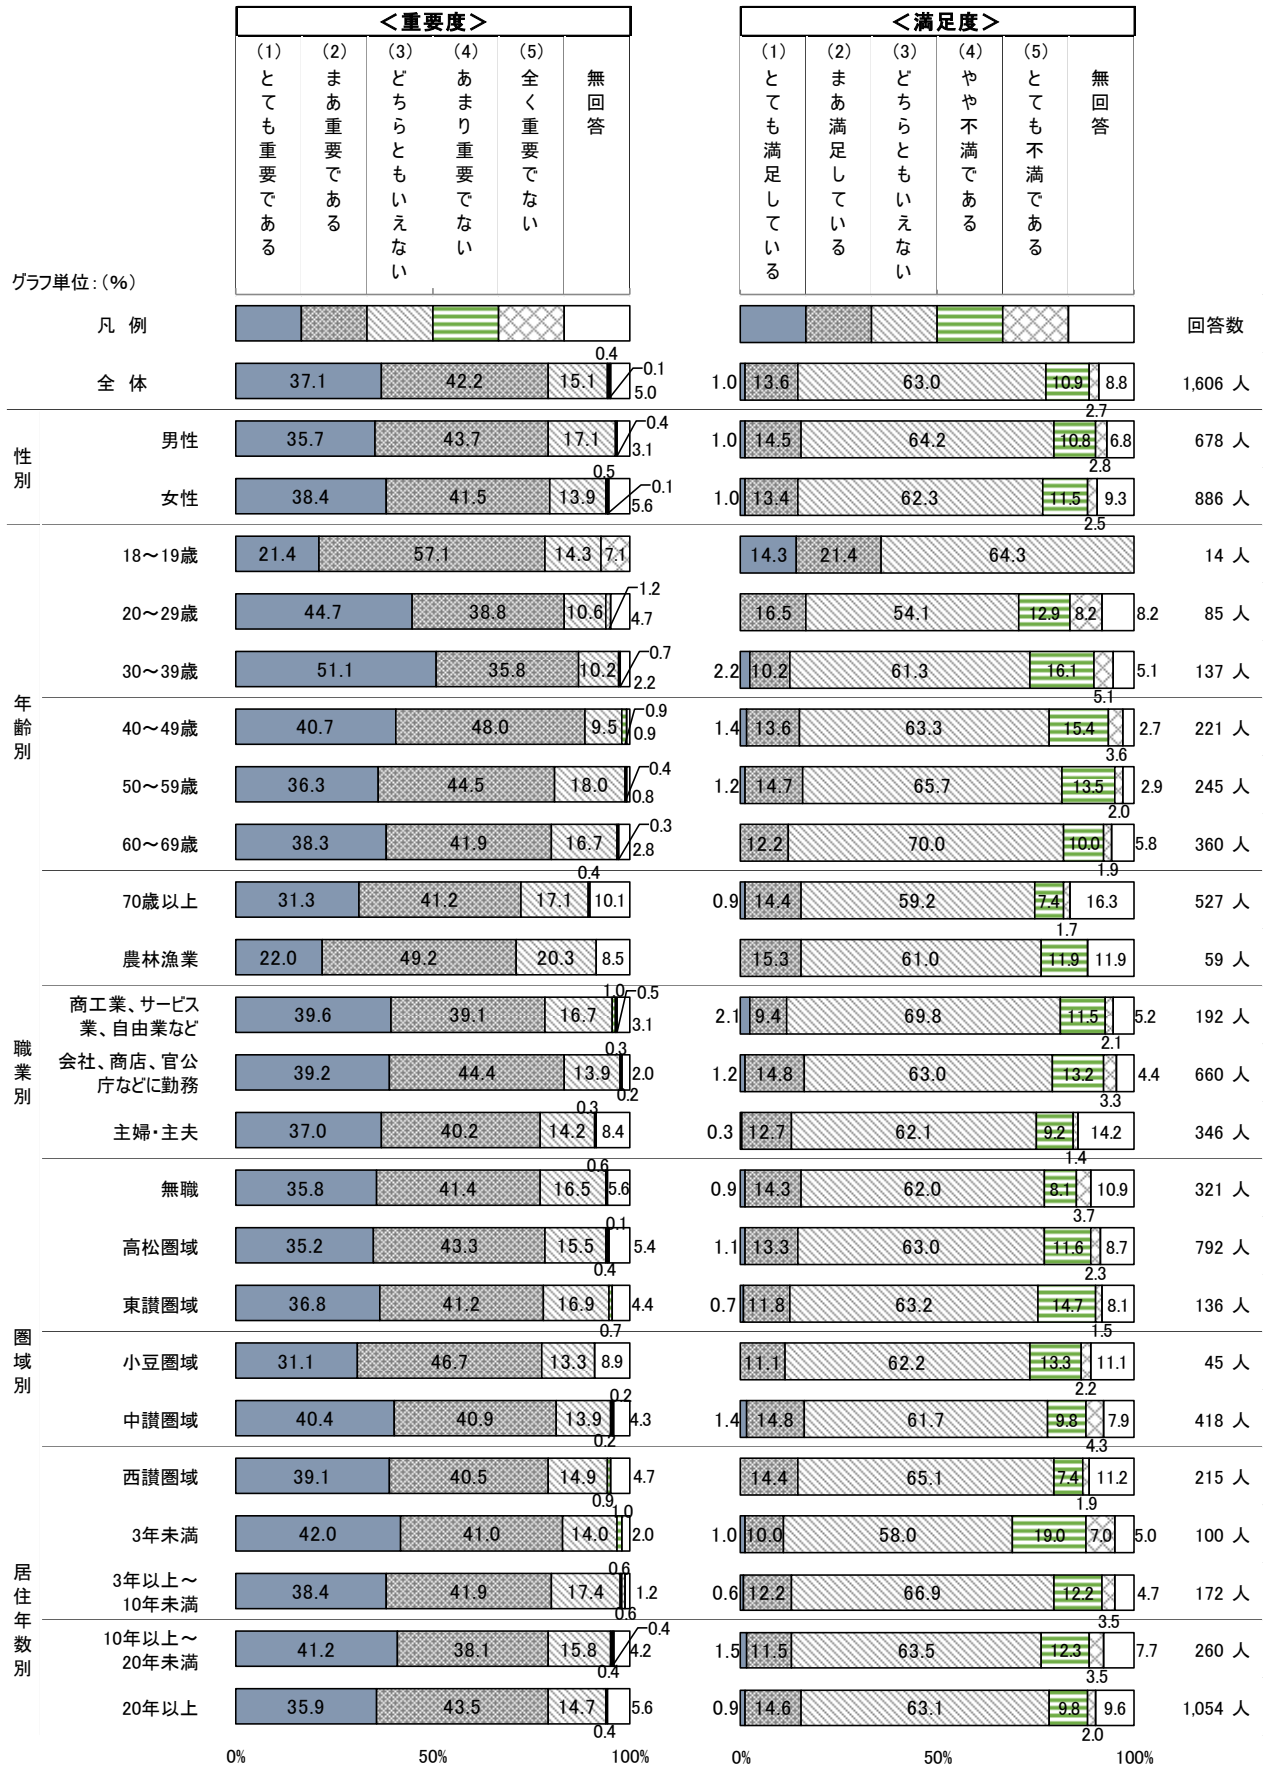 ＜重要度＞
＜満足度＞
(1) とても重要である
(2) まあ重要である
(3) どちらともいえない
(4) あまり重要でない
(5) 全く重要でない
無回答
(1) とても満足している
(2) まあ満足している
(3) どちらともいえない
(4) やや不満である
(5) とても不満である
無回答
グラフ単位：（％）
凡 例
回答数
全 体 37.1 42.2 15.1 0.4 0.1 5.0 1.0 13.6 63.0 10.9 2.7 8.8 1,606 人
性別
男性 35.7 43.7 17.1 0.4 3.1 1.0 14.5 64.2 10.8 2.8 6.8 678 人
女性 38.4 41.5 13.9 0.5 0.1 5.6 1.0 13.4 62.3 11.5 2.5 9.3 886 人
年齢別
18～19歳 21.4 57.1 14.3 7.1 14.3 21.4 64.3 14 人
20～29歳 44.7 38.8 10.6 1.2 4.7 16.5 54.1 12.9 8.2 8.2 85 人
30～39歳 51.1 35.8 10.2 0.7 2.2 2.2 10.2 61.3 16.1 5.1 5.1 137 人
40～49歳 40.7 48.0 9.5 0.9 0.9 1.4 13.6 63.3 15.4 3.6 2.7 221 人
50～59歳 36.3 44.5 18.0 0.4 0.8 1.2 14.7 65.7 13.5 2.0 2.9 245 人
60～69歳 38.3 41.9 16.7 0.3 2.8 12.2 70.0 10.0 1.9 5.8 360 人
70歳以上 31.3 41.2 17.1 0.4 10.1 0.9 14.4 59.2 7.4 1.7 16.3 527 人
職業別
農林漁業 22.0 49.2 20.3 8.5 15.3 61.0 11.9 11.9 59 人
商工業、サービス
業、自由業など 39.6 39.1 16.7 1.0 0.5 3.1 2.1 9.4 69.8 11.5 2.1 5.2 192 人
会社、商店、官公
庁などに勤務 39.2 44.4 13.9 0.3 0.2 2.0 1.2 14.8 63.0 13.2 3.3 4.4 660 人
主婦・主夫 37.0 40.2 14.2 0.3 8.4 0.3 12.7 62.1 9.2 1.4 14.2 346 人
無職 35.8 41.4 16.5 0.6 5.6 0.9 14.3 62.0 8.1 3.7 10.9 321 人
圏域別
高松圏域 35.2 43.3 15.5 0.4 0.1 5.4 1.1 13.3 63.0 11.6 2.3 8.7 792 人
東讃圏域 36.8 41.2 16.9 0.7 4.4 0.7 11.8 63.2 14.7 1.5 8.1 136 人
小豆圏域 31.1 46.7 13.3 8.9 11.1 62.2 13.3 2.2 11.1 45 人
中讃圏域 40.4 40.9 13.9 0.2 0.2 4.3 1.4 14.8 61.7 9.8 4.3 7.9 418 人
西讃圏域 39.1 40.5 14.9 0.9 4.7 14.4 65.1 7.4 1.9 11.2 215 人
居住年数別
3年未満 42.0 41.0 14.0 1.0 2.0 1.0 10.0 58.0 19.0 7.0 5.0 100 人
3年以上～
10年未満 38.4 41.9 17.4 0.6 0.6 1.2 0.6 12.2 66.9 12.2 3.5 4.7 172 人
10年以上～
20年未満 41.2 38.1 15.8 0.4 0.4 4.2 1.5 11.5 63.5 12.3 3.5 7.7 260 人
20年以上 35.9 43.5 14.7 0.4 5.6 0.9 14.6 63.1 9.8 2.0 9.6 1,054 人
0% 50% 100% 0% 50% 100%